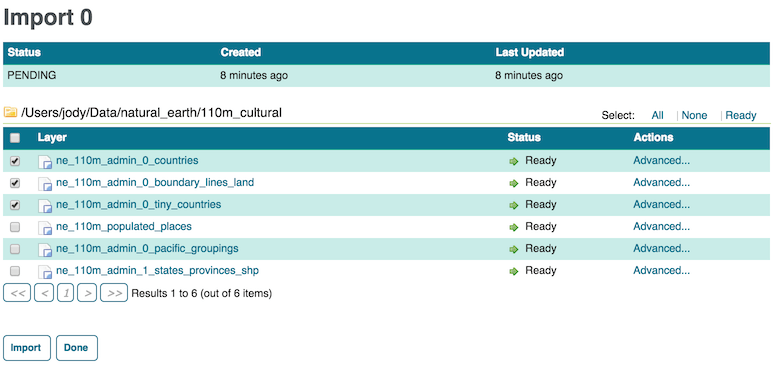 Import 0
Status Created Last Updated
PENDING 8 minutes ago 8 minutes ago
/Users/jody/Data/natural_earth/110m_cultural
Select: All | None | Ready
Layer Status Actions
ne_110m_admin_0_countries Ready Advanced...
ne_110m_admin_0_boundary_lines_land Ready Advanced...
ne_110m_admin_0_tiny_countries Ready Advanced...
ne_110m_populated_places Ready Advanced...
ne_110m_admin_0_pacific_groupings Ready Advanced...
ne_110m_admin_1_states_provinces_shp Ready Advanced...
<< < 1 > >> Results 1 to 6 (out of 6 items)
Import Done